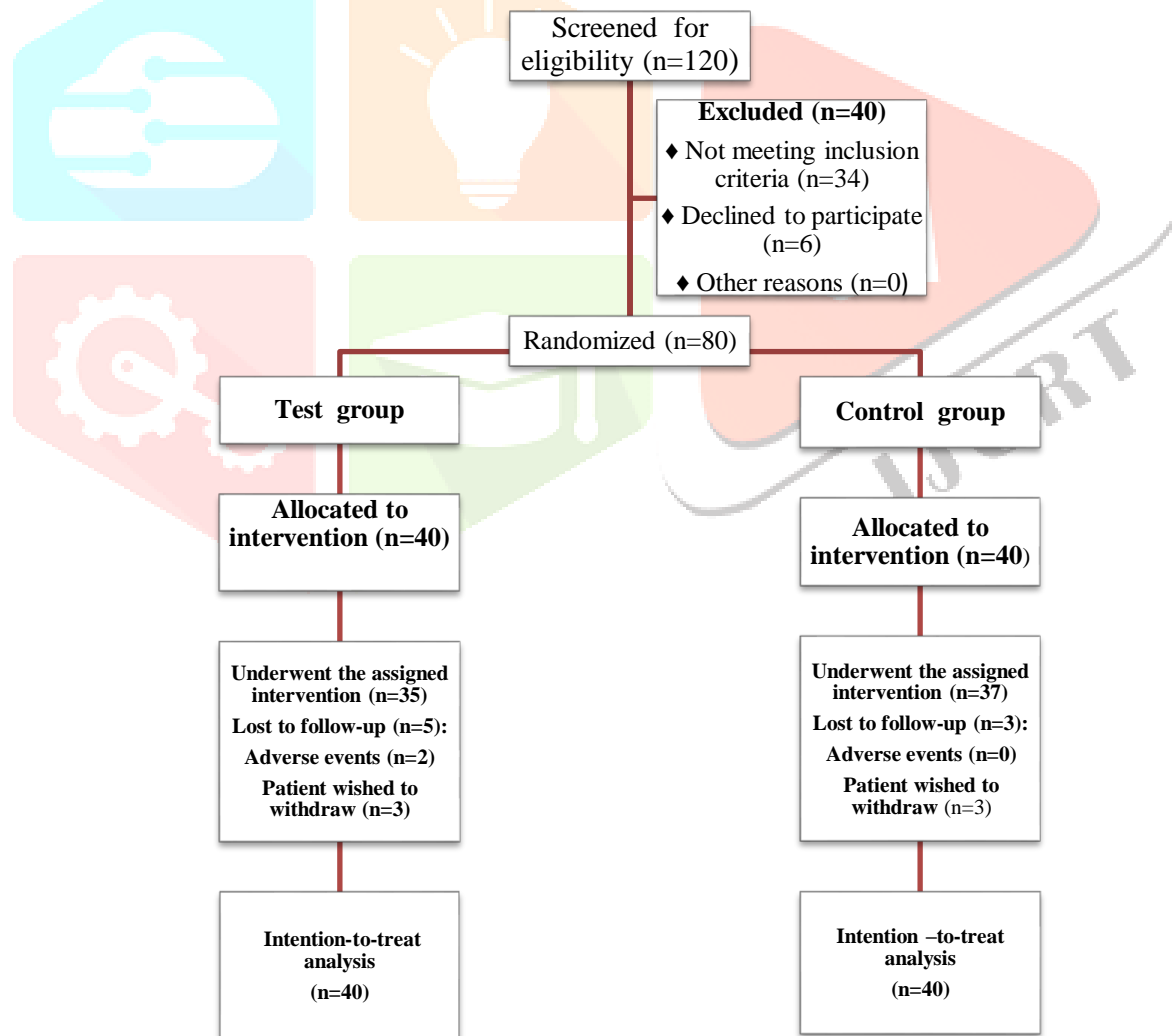 Screened for
eligibility (n=120)
Excluded (n=40)
♦ Not meeting inclusion
criteria (n=34)
♦ Declined to participate
(n=6)
♦ Other reasons (n=0)
Randomized (n=80)
Test group
Allocated to
intervention (n=40)
Underwent the assigned
intervention (n=35)
Lost to follow-up (n=5):
Adverse events (n=2)
Patient wished to
withdraw (n=3)
Intention-to-treat
analysis
(n=40)
Control group
Allocated to
intervention (n=40)
Underwent the assigned
intervention (n=37)
Lost to follow-up (n=3):
Adverse events (n=0)
Patient wished to
withdraw (n=3)
Intention –to-treat
analysis
(n=40)